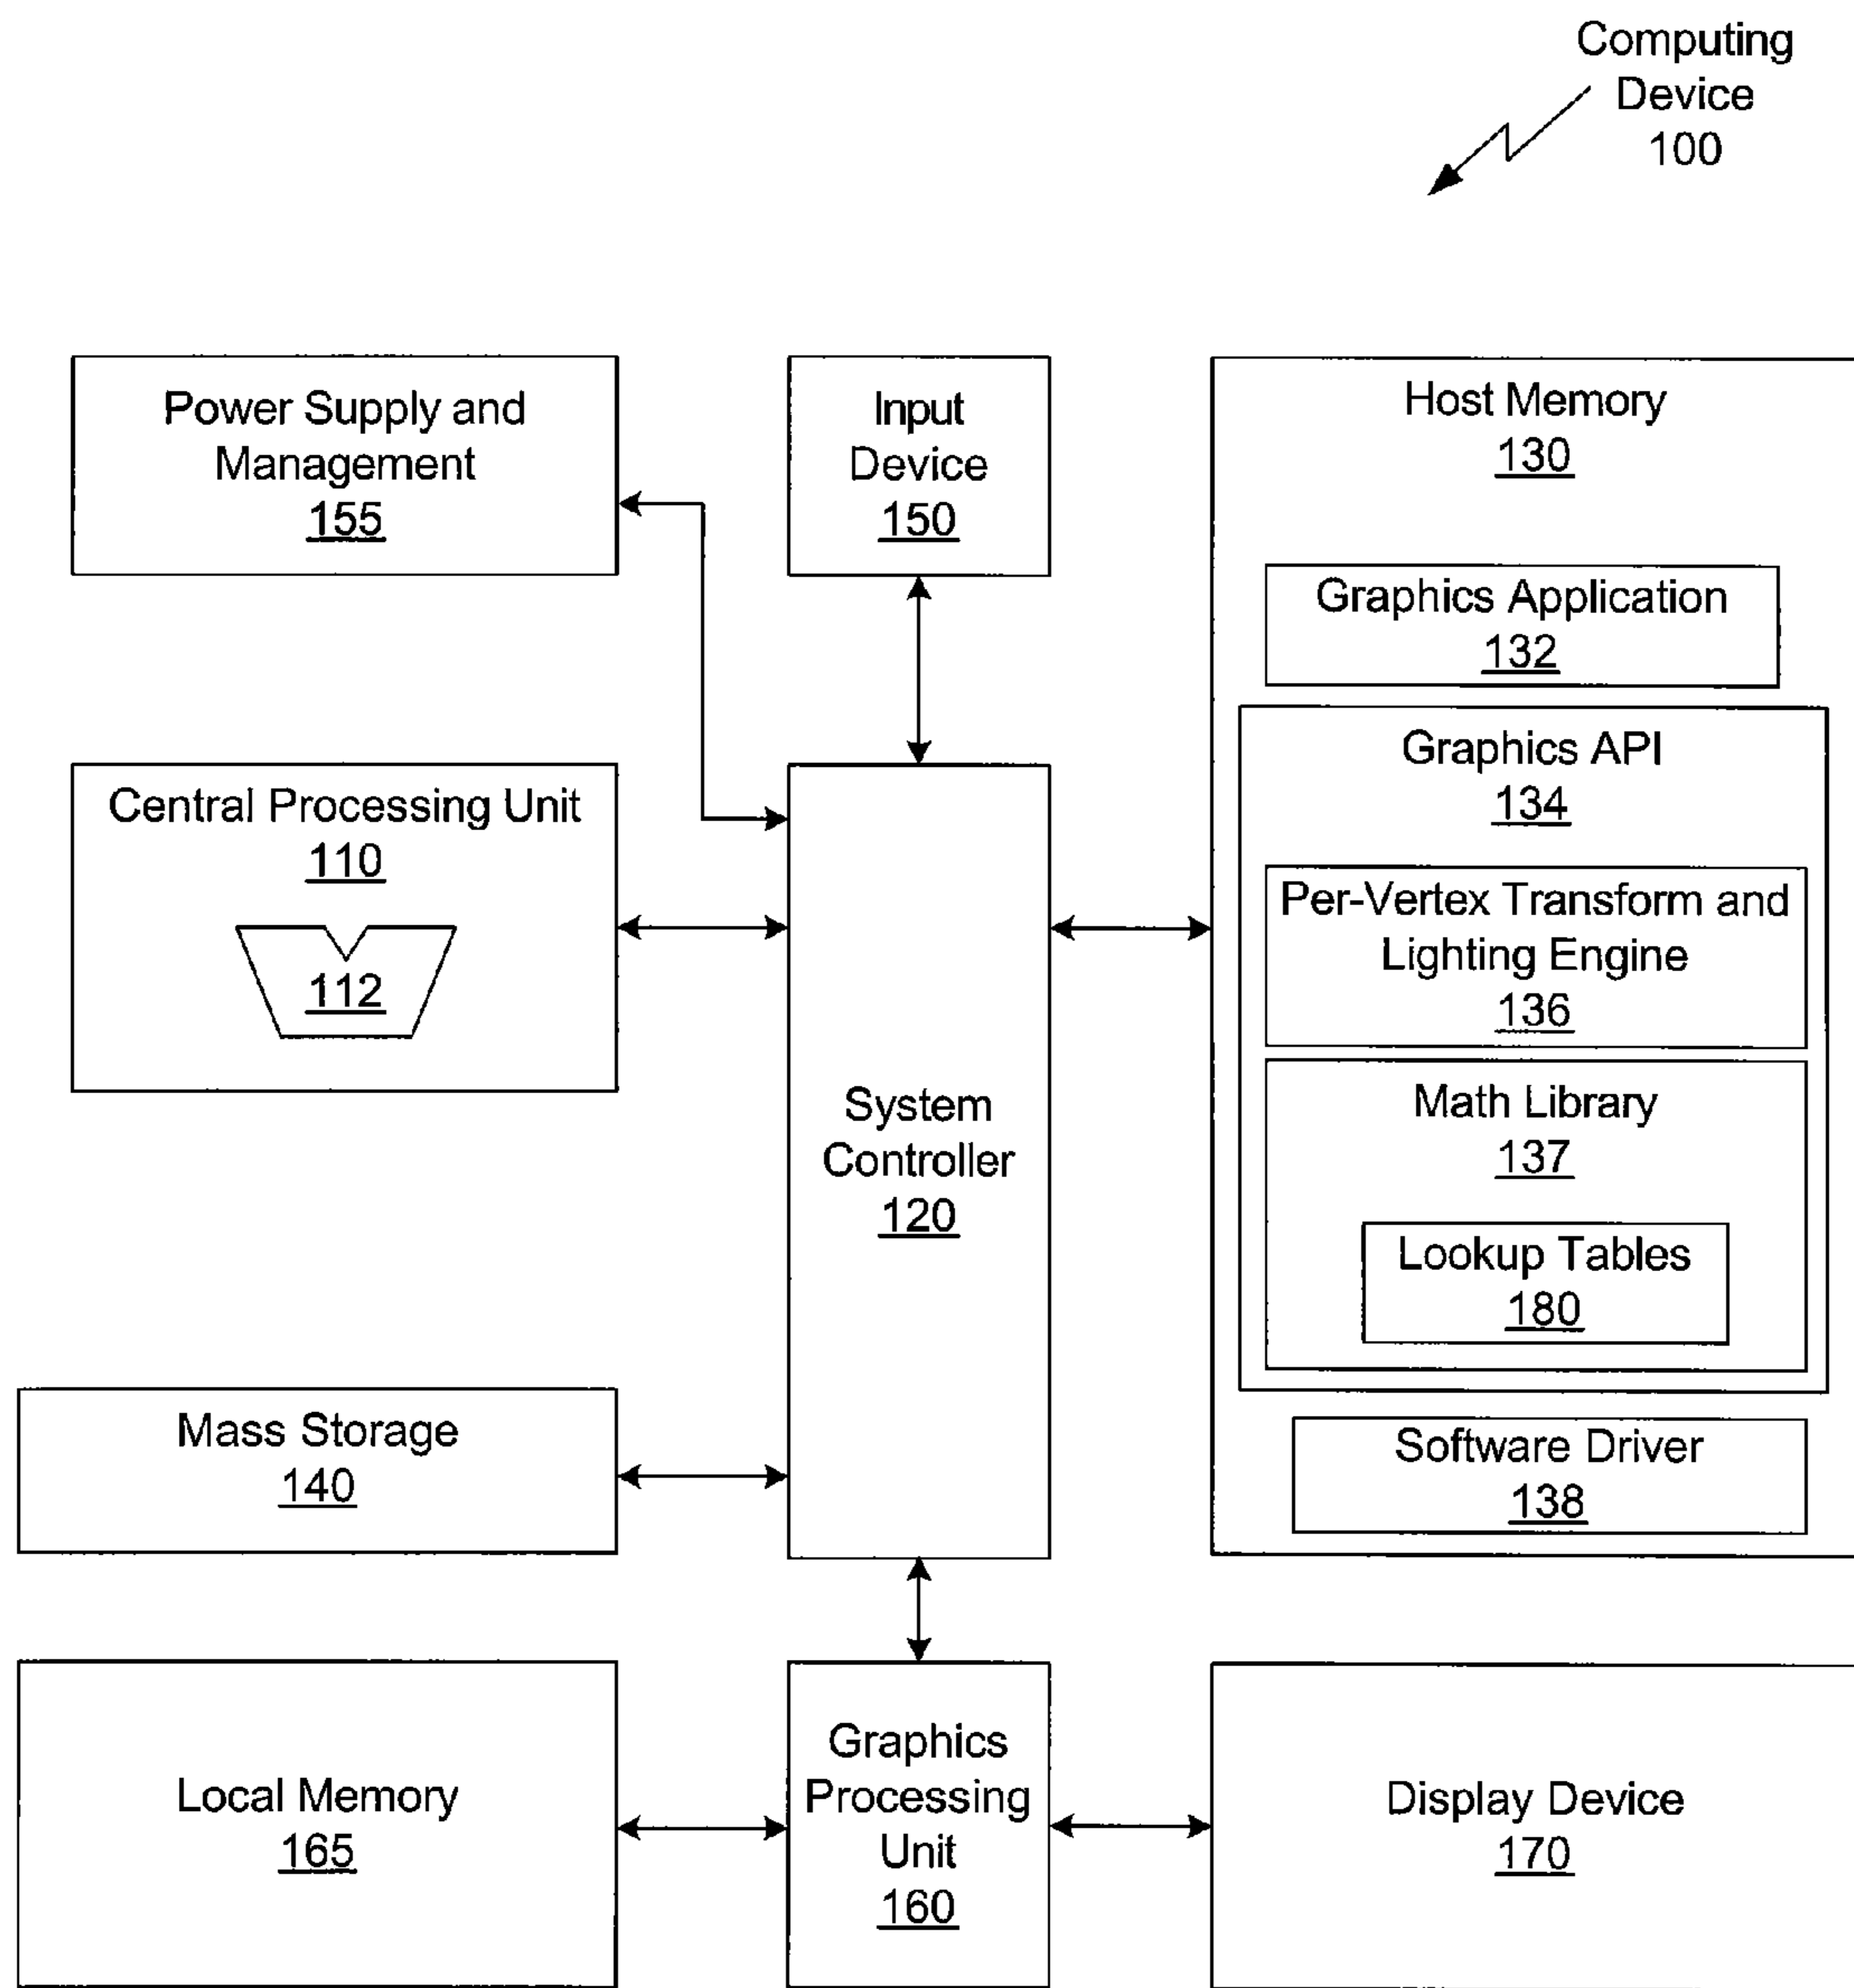 Computing
Device
100
Power Supply and
Management
155
Input
Device
150
Host Memory
130
Graphics Application
132
Graphics API
134
Central Processing Unit
110
112
Per-Vertex Transform and
Lighting Engine
136
System
Controller
120
Math Library
137
Lookup Tables
180
Mass Storage
140
Software Driver
138
Local Memory
165
Graphics
Processing
Unit
160
Display Device
170